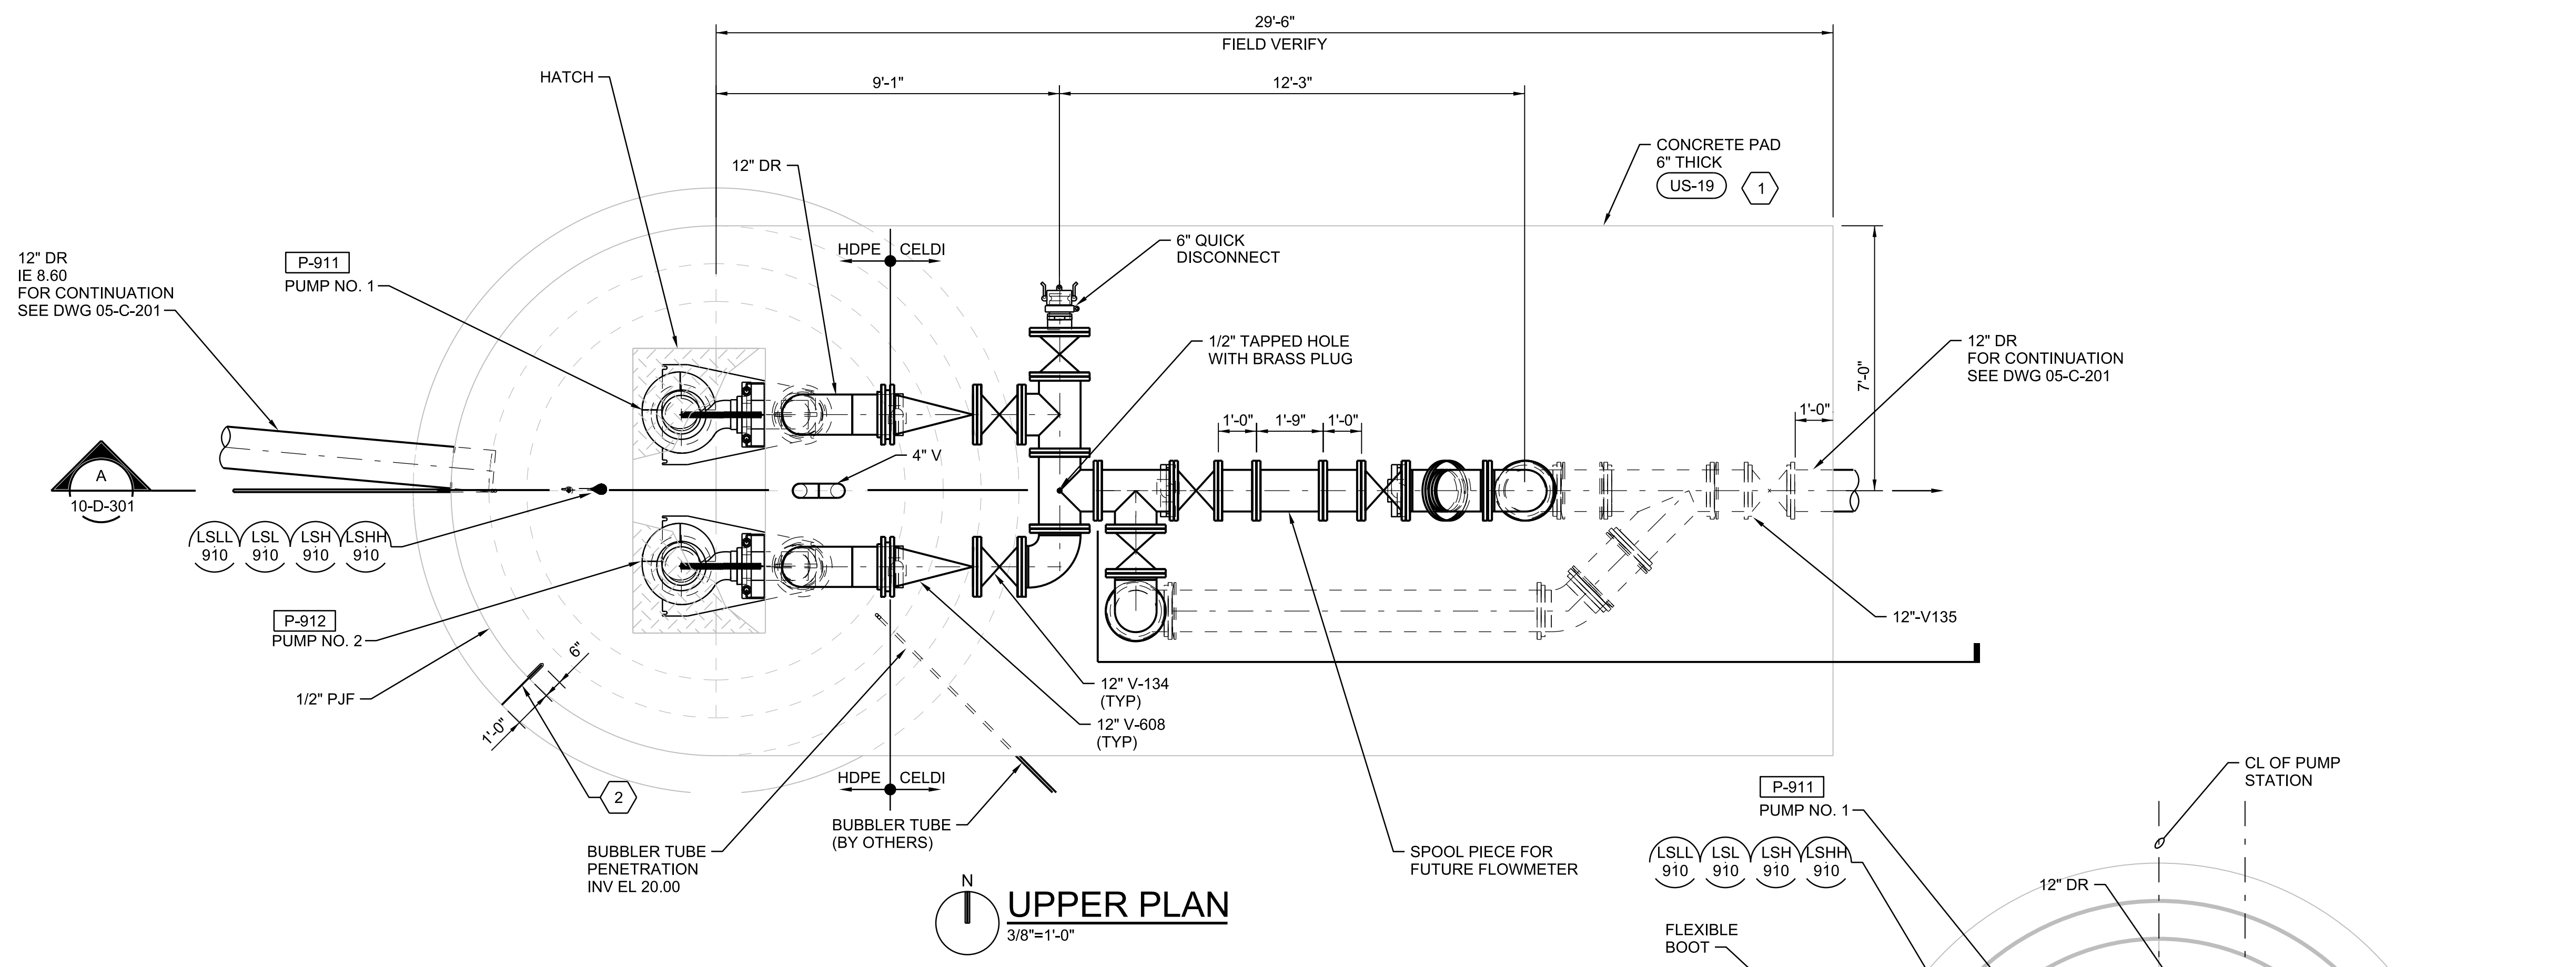 29'-6"
FIELD VERIFY
HATCH
9'-1"
12'-3"
CONCRETE PAD
6" THICK
US-19
1
12" DR
12" DR
IE 8.60
FOR CONTINUATION
SEE DWG 05-C-201
P-911
PUMP NO. 1
HDPE
CELDI
6" QUICK
DISCONNECT
1/2" TAPPED HOLE
WITH BRASS PLUG
12" DR
FOR CONTINUATION
SEE DWG 05-C-201
7'-0"
1'-0"
1'-9"
1'-0"
1'-0"
4" V
A
10-D-301
LSLL
910
LSL
910
LSH
910
LSHH
910
P-912
PUMP NO. 2
1/2" PJF
6"
1'-0"
2
12"-V135
12" V-134
(TYP)
12" V-608
(TYP)
HDPE
CELDI
BUBBLER TUBE
(BY OTHERS)
BUBBLER TUBE
PENETRATION
INV EL 20.00
SPOOL PIECE FOR
FUTURE FLOWMETER
N
UPPER PLAN
3/8"=1'-0"
CL OF PUMP
STATION
P-911
PUMP NO. 1
LSLL
910
LSL
910
LSH
910
LSHH
910
12" DR
FLEXIBLE
BOOT